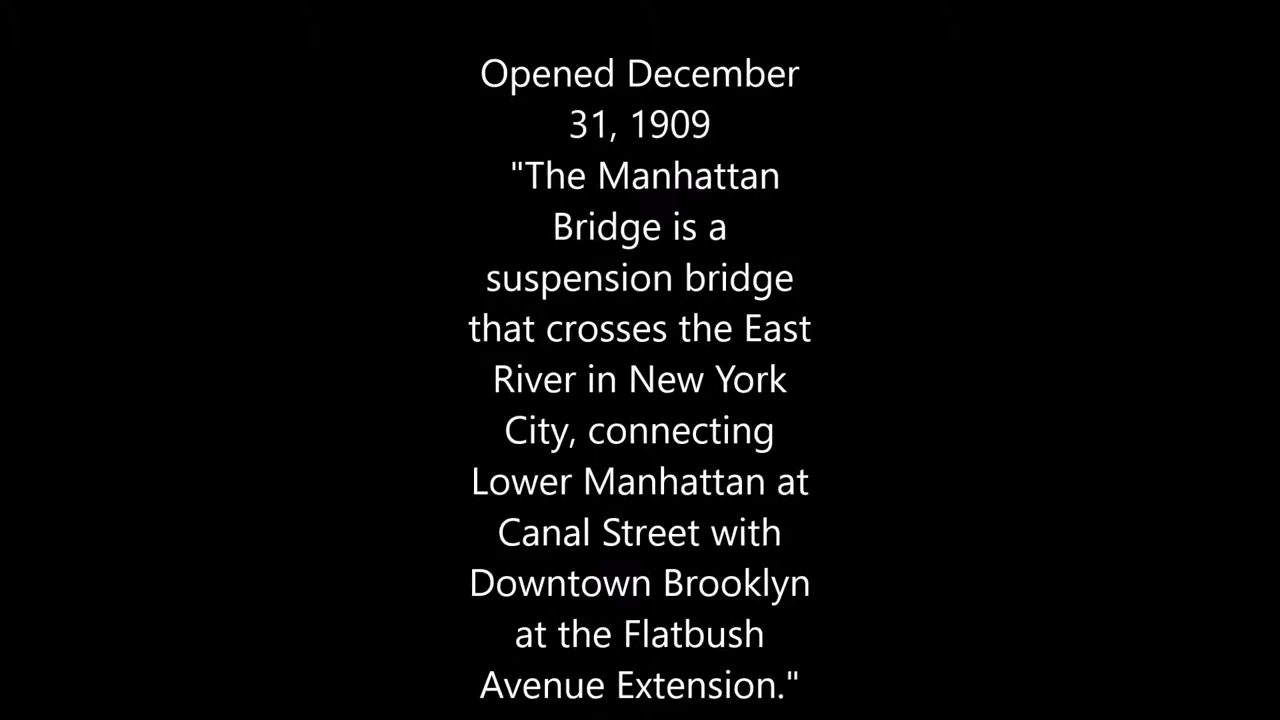 Opened December
31, 1909
"The Manhattan
Bridge is a
suspension bridge
that crosses the East
River in New York
City, connecting
Lower Manhattan at
Canal Street with
Downtown Brooklyn
at the Flatbush
Avenue Extension."